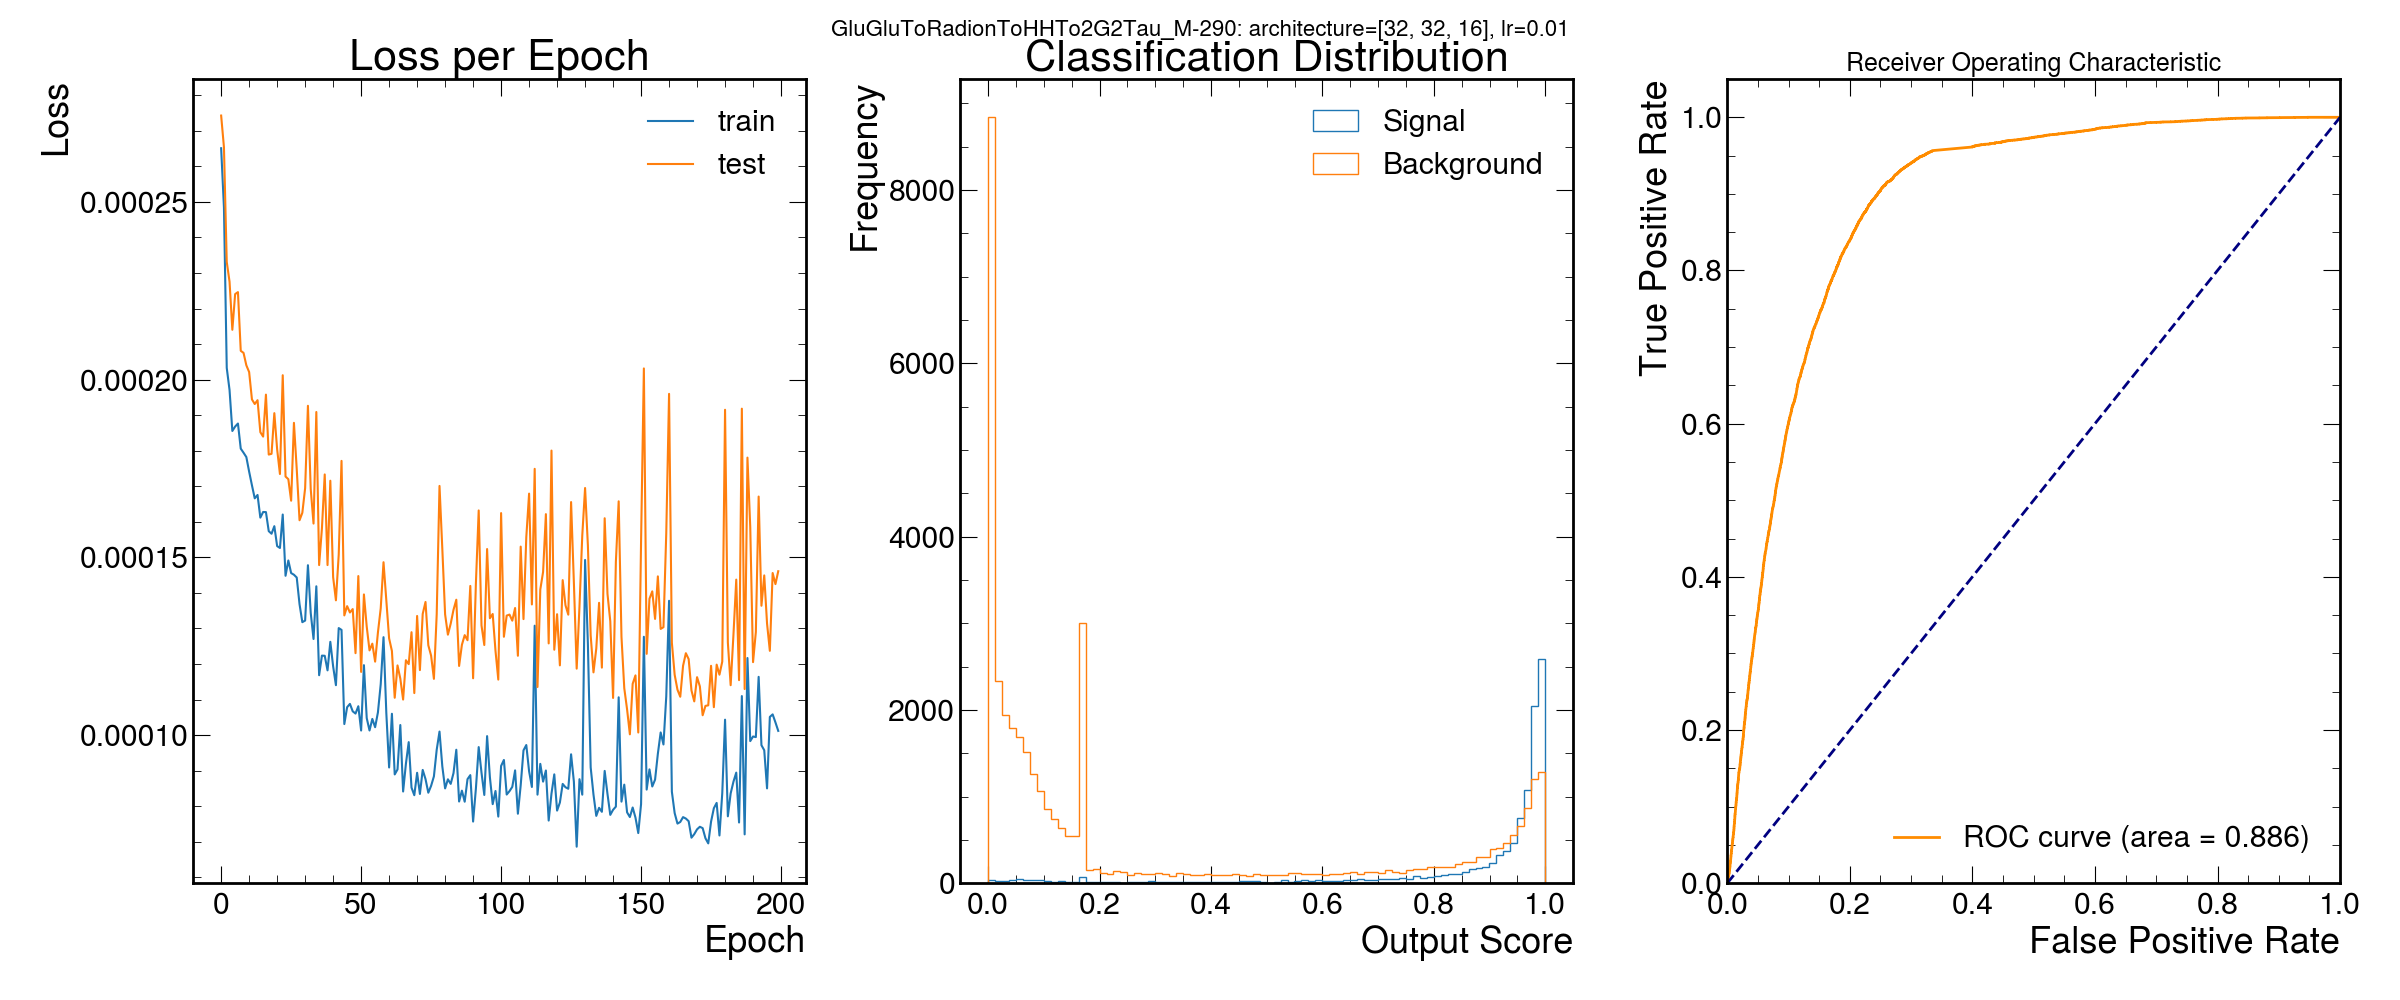 GluGluToRadionToHHTo2G2Tau_M-290: architecture=[32, 32, 16], lr=0.01
Loss per Epoch
Loss
train
test
0.00025
0.00020
0.00015
0.00010
0 50 100 150 200
Epoch
Classification Distribution
Frequency
Signal
Background
8000
6000
4000
2000
0
0.0 0.2 0.4 0.6 0.8 1.0
Output Score
Receiver Operating Characteristic
True Positive Rate
1.0
0.8
0.6
0.4
0.2
0.0
ROC curve (area = 0.886)
0.0 0.2 0.4 0.6 0.8 1.0
False Positive Rate